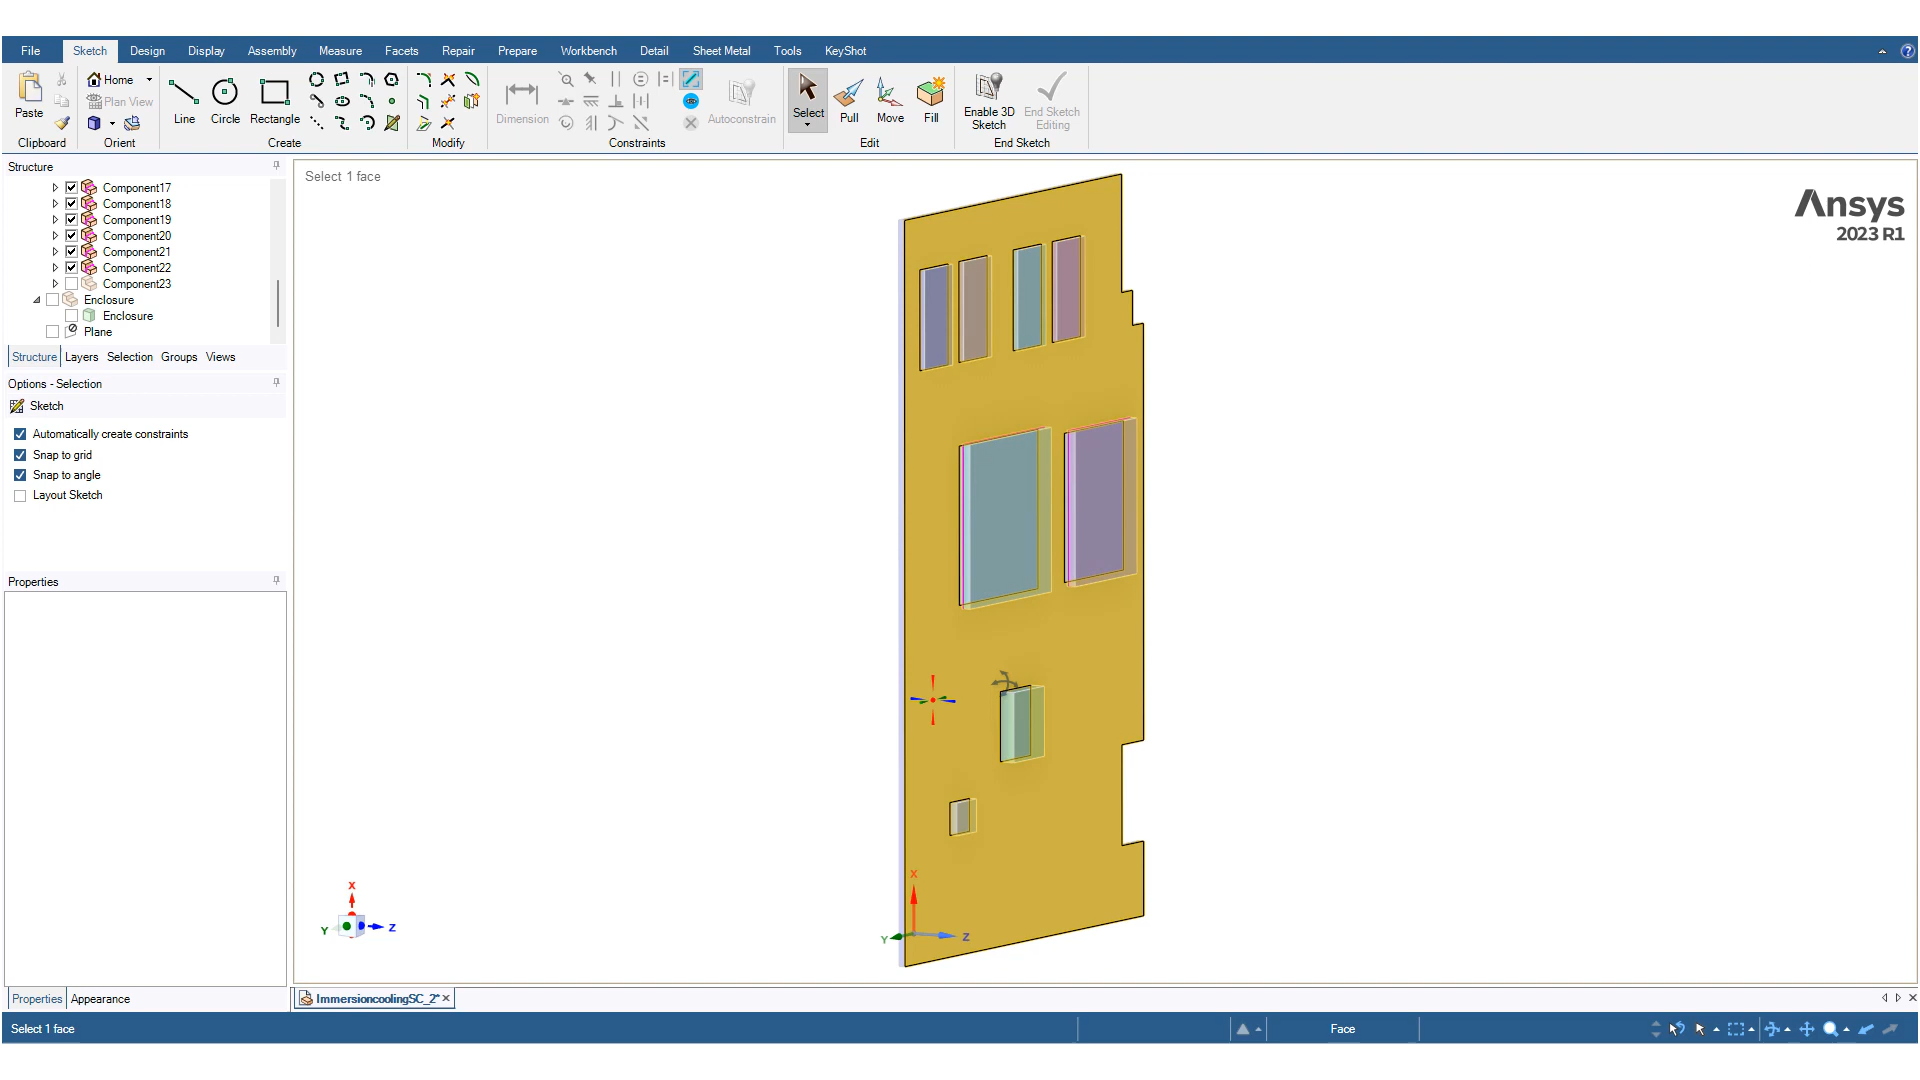 File Sketch Design Display Assembly Measure Facets Repair Prepare Workbench Detail Sheet Metal Tools KeyShot
Home
Plan View
Paste
Line Circle Rectangle
Dimension
Autoconstrain
Select Pull Move Fill
Enable 3D Sketch
End Sketch Editing
Clipboard Orient Create Modify Constraints Edit End Sketch
Structure
Component17
Component18
Component19
Component20
Component21
Component22
Component23
Enclosure
Enclosure
Plane
Structure Layers Selection Groups Views
Options - Selection
Sketch
Automatically create constraints
Snap to grid
Snap to angle
Layout Sketch
Properties
Properties Appearance
Select 1 face
Ansys
2023 R1
X
Y
Z
X
Y
Z
ImmersioncoolingSC_2*
Select 1 face
Face